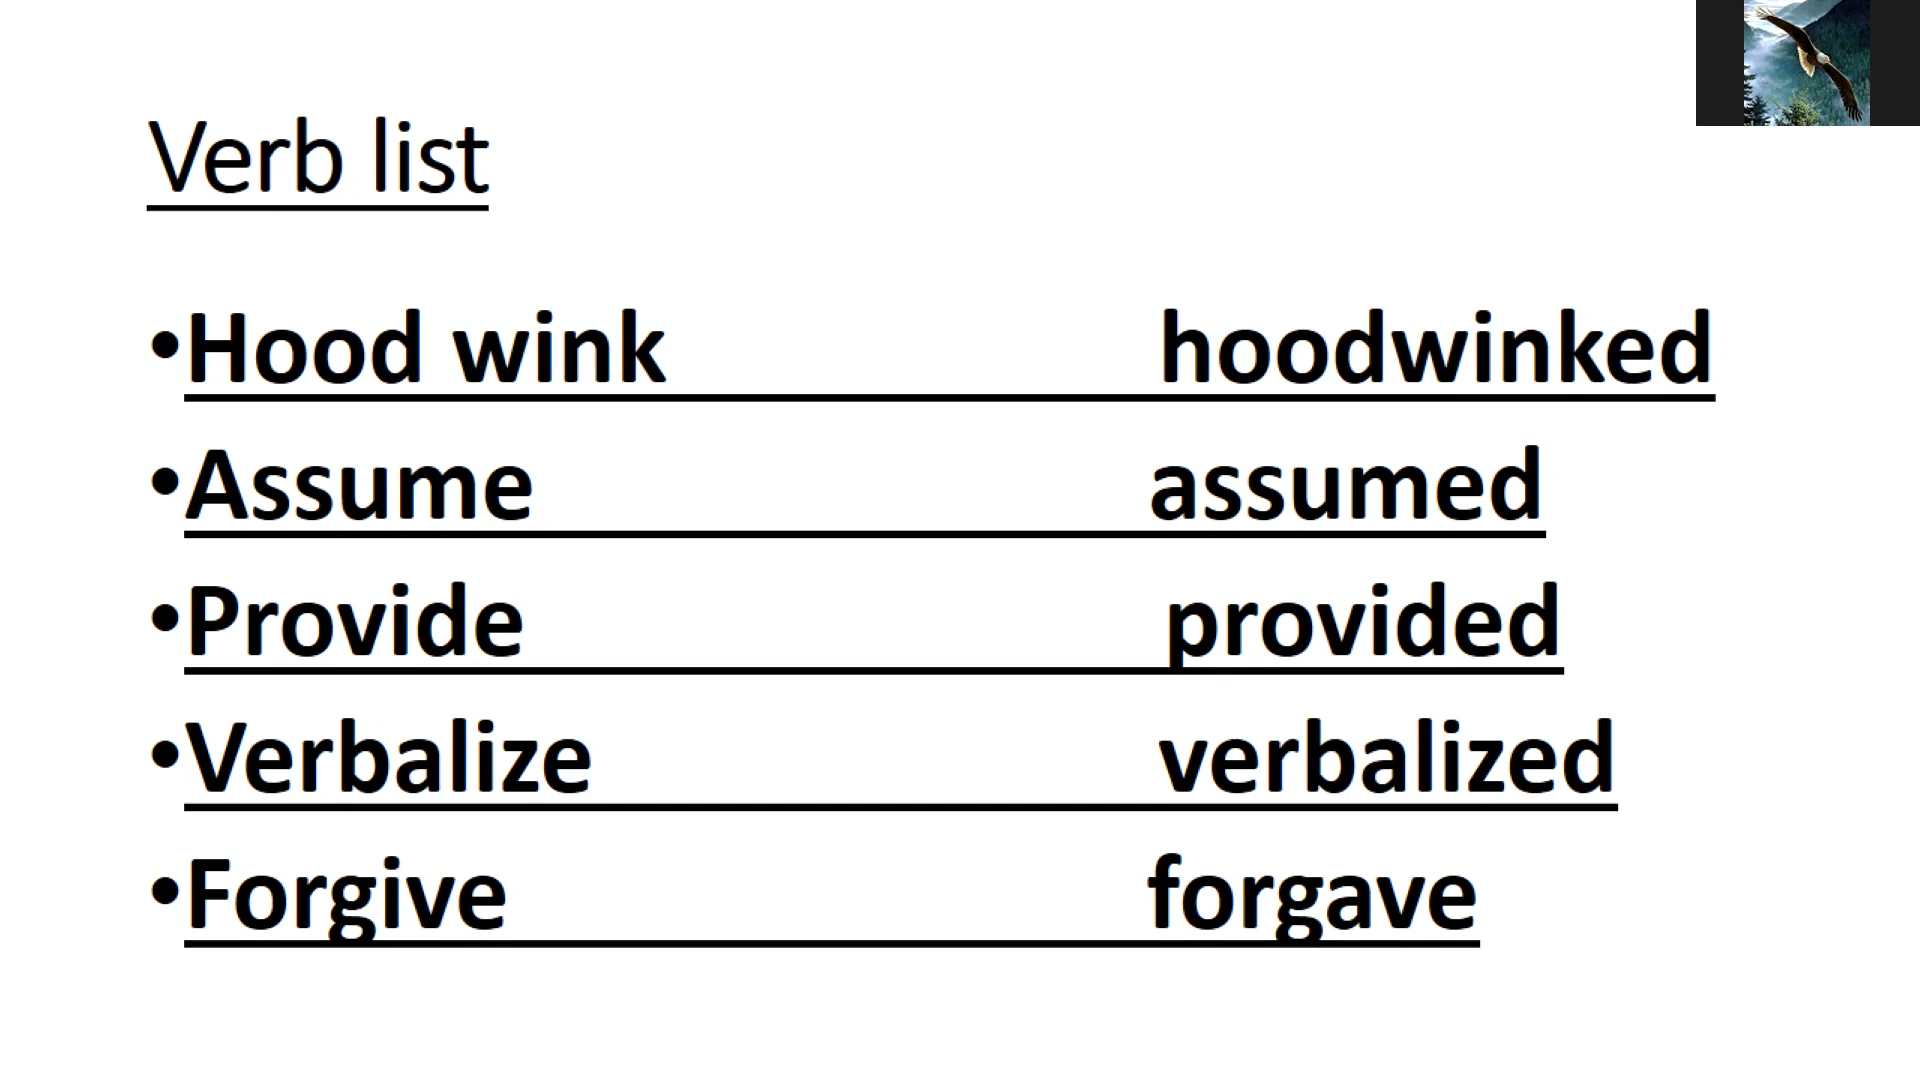 Verb list
•Hood wink hoodwinked
•Assume assumed
•Provide provided
•Verbalize verbalized
•Forgive forgave